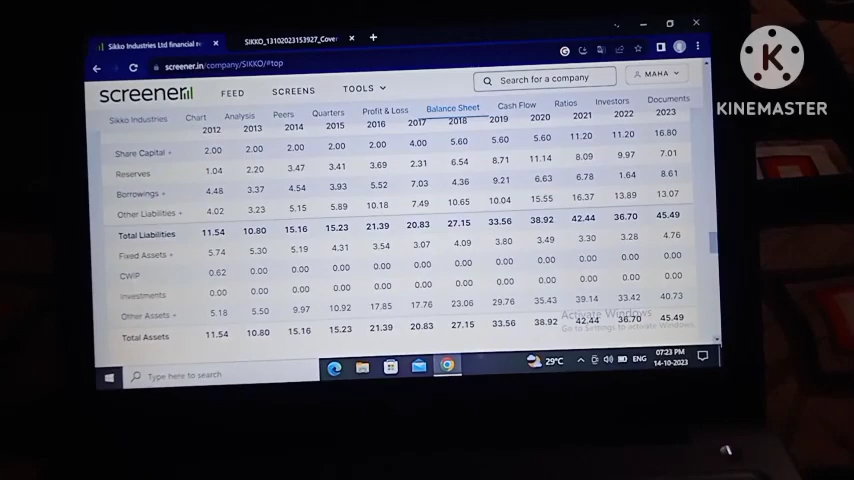 Sikko Industries Ltd financial re
SIKKO_13102023153927_Cover
screener.in/company/SIKKO/#top
screener
FEED
SCREENS
TOOLS
Search for a company
MAHA
K
KINEMASTER
Sikko Industries Chart Analysis Peers Quarters Profit & Loss Balance Sheet Cash Flow Ratios Investors Documents
2012 2013 2014 2015 2016 2017 2018 2019 2020 2021 2022 2023
Share Capital + 2.00 2.00 2.00 2.00 2.00 4.00 5.60 5.60 5.60 11.20 11.20 16.80
Reserves 1.04 2.20 3.47 3.41 3.69 2.31 6.54 8.71 11.14 8.09 9.97 7.01
Borrowings + 4.48 3.37 4.54 3.93 5.52 7.03 4.36 9.21 6.63 6.78 1.64 8.61
Other Liabilities + 4.02 3.23 5.15 5.89 10.18 7.49 10.65 10.04 15.55 16.37 13.89 13.07
Total Liabilities 11.54 10.80 15.16 15.23 21.39 20.83 27.15 33.56 38.92 42.44 36.70 45.49
Fixed Assets + 5.74 5.30 5.19 4.31 3.54 3.07 4.09 3.80 3.49 3.30 3.28 4.76
CWIP 0.62 0.00 0.00 0.00 0.00 0.00 0.00 0.00 0.00 0.00 0.00 0.00
Investments 0.00 0.00 0.00 0.00 0.00 0.00 0.00 0.00 0.00 0.00 0.00 0.00
Other Assets + 5.18 5.50 9.97 10.92 17.85 17.76 23.06 29.76 35.43 39.14 33.42 40.73
Total Assets 11.54 10.80 15.16 15.23 21.39 20.83 27.15 33.56 38.92 42.44 36.70 45.49
Activate Windows
Go to Settings to activate Windows.
Type here to search
29°C
ENG
07:23 PM
14-10-2023